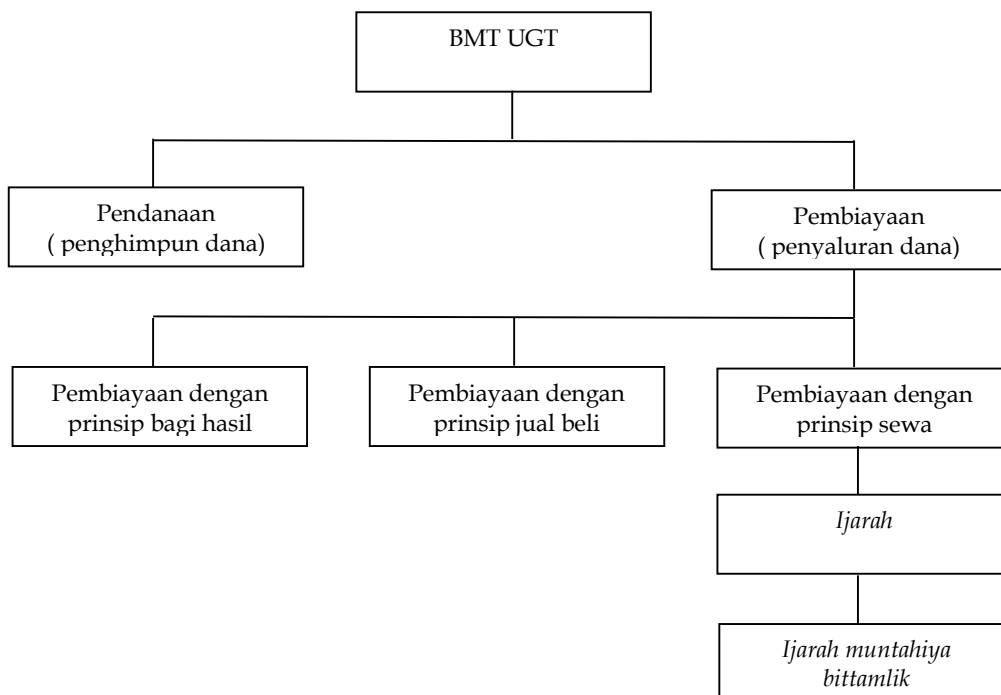 BMT UGT
Pendanaan
( penghimpun dana)
Pembiayaan
( penyaluran dana)
Pembiayaan dengan
prinsip bagi hasil
Pembiayaan dengan
prinsip jual beli
Pembiayaan dengan
prinsip sewa
Ijarah
Ijarah muntahiya
bittamlik